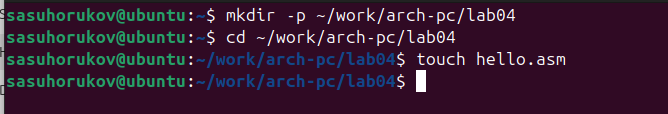 sasuhorukov@ubuntu:~$ mkdir -p ~/work/arch-pc/lab04
sasuhorukov@ubuntu:~$ cd ~/work/arch-pc/lab04
sasuhorukov@ubuntu:~/work/arch-pc/lab04$ touch hello.asm
sasuhorukov@ubuntu:~/work/arch-pc/lab04$